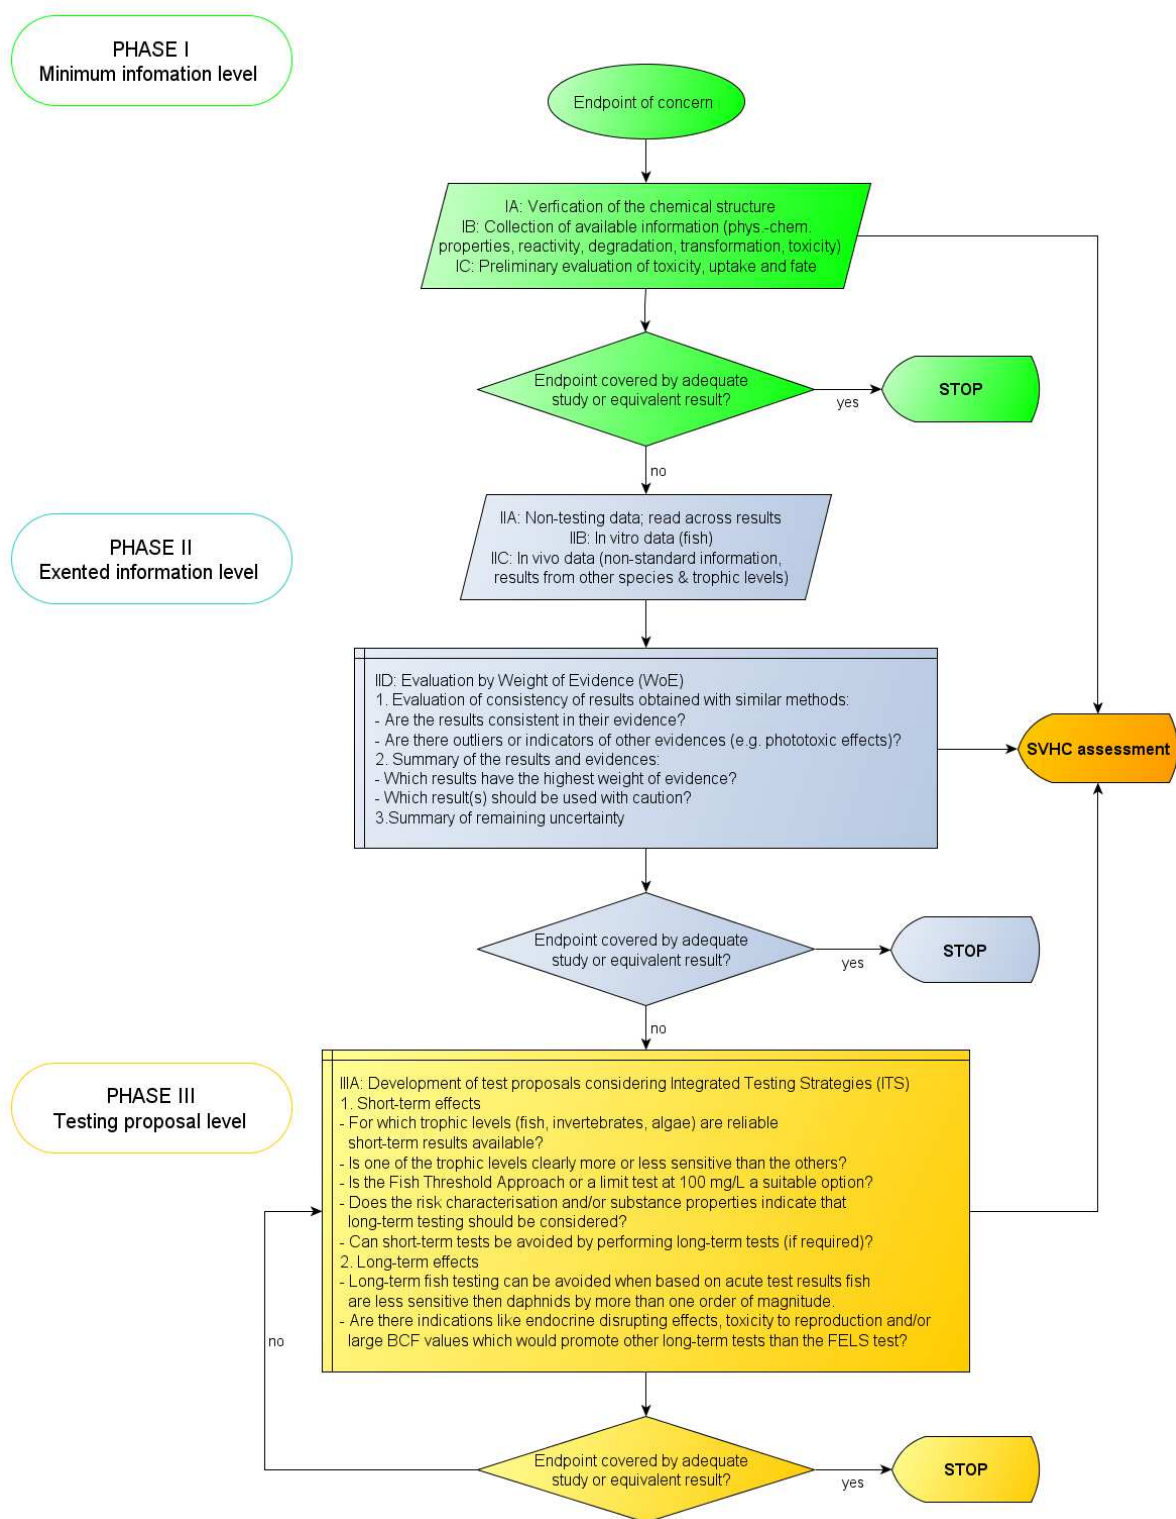 PHASE I
Minimum infomation level
Endpoint of concern
IA: Verfication of the chemical structure
IB: Collection of available information (phys.-chem.
properties, reactivity, degradation, transformation, toxicity)
IC: Preliminary evaluation of toxicity, uptake and fate
Endpoint covered by adequate
study or equivalent result?
yes
STOP
no
PHASE II
Exented information level
IIA: Non-testing data; read across results
IIB: In vitro data (fish)
IIC: In vivo data (non-standard information,
results from other species & trophic levels)
IID: Evaluation by Weight of Evidence (WoE)
1. Evaluation of consistency of results obtained with similar methods:
- Are the results consistent in their evidence?
- Are there outliers or indicators of other evidences (e.g. phototoxic effects)?
2. Summary of the results and evidences:
- Which results have the highest weight of evidence?
- Which result(s) should be used with caution?
3.Summary of remaining uncertainty
SVHC assessment
Endpoint covered by adequate
study or equivalent result?
yes
STOP
no
PHASE III
Testing proposal level
IIIA: Development of test proposals considering Integrated Testing Strategies (ITS)
1. Short-term effects
- For which trophic levels (fish, invertebrates, algae) are reliable
short-term results available?
- Is one of the trophic levels clearly more or less sensitive than the others?
- Is the Fish Threshold Approach or a limit test at 100 mg/L a suitable option?
- Does the risk characterisation and/or substance properties indicate that
long-term testing should be considered?
- Can short-term tests be avoided by performing long-term tests (if required)?
2. Long-term effects
- Long-term fish testing can be avoided when based on acute test results fish
are less sensitive then daphnids by more than one order of magnitude.
- Are there indications like endocrine disrupting effects, toxicity to reproduction and/or
large BCF values which would promote other long-term tests than the FELS test?
no
Endpoint covered by adequate
study or equivalent result?
yes
STOP